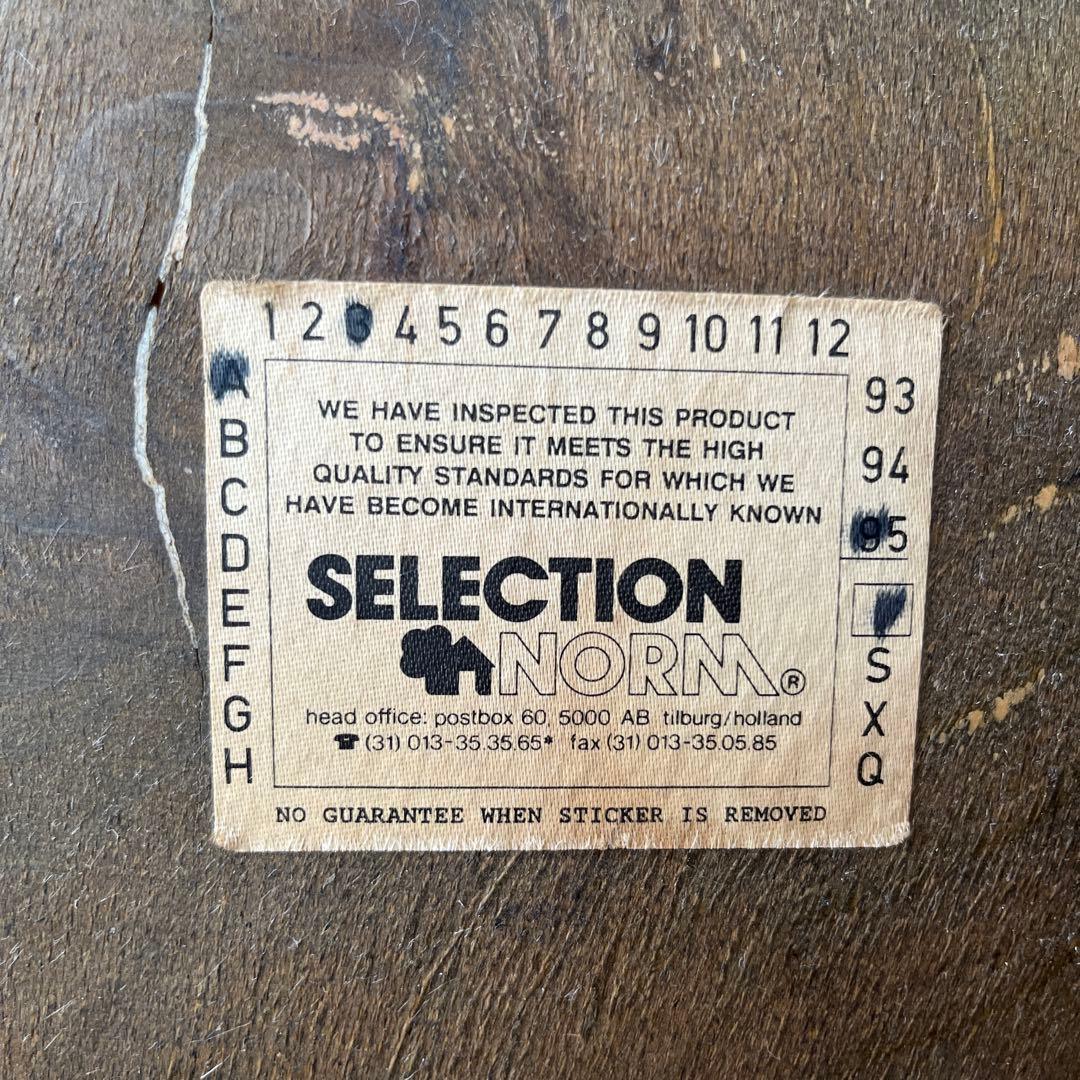 1 2 4 5 6 7 8 9 10 11 12
A
B
C
D
E
F
G
H
WE HAVE INSPECTED THIS PRODUCT
TO ENSURE IT MEETS THE HIGH
QUALITY STANDARDS FOR WHICH WE
HAVE BECOME INTERNATIONALLY KNOWN
SELECTION
NORM®
head office: postbox 60, 5000 AB tilburg/holland
☎ (31) 013-35.35.65* fax (31) 013-35.05.85
93
94
95
S
X
Q
NO GUARANTEE WHEN STICKER IS REMOVED